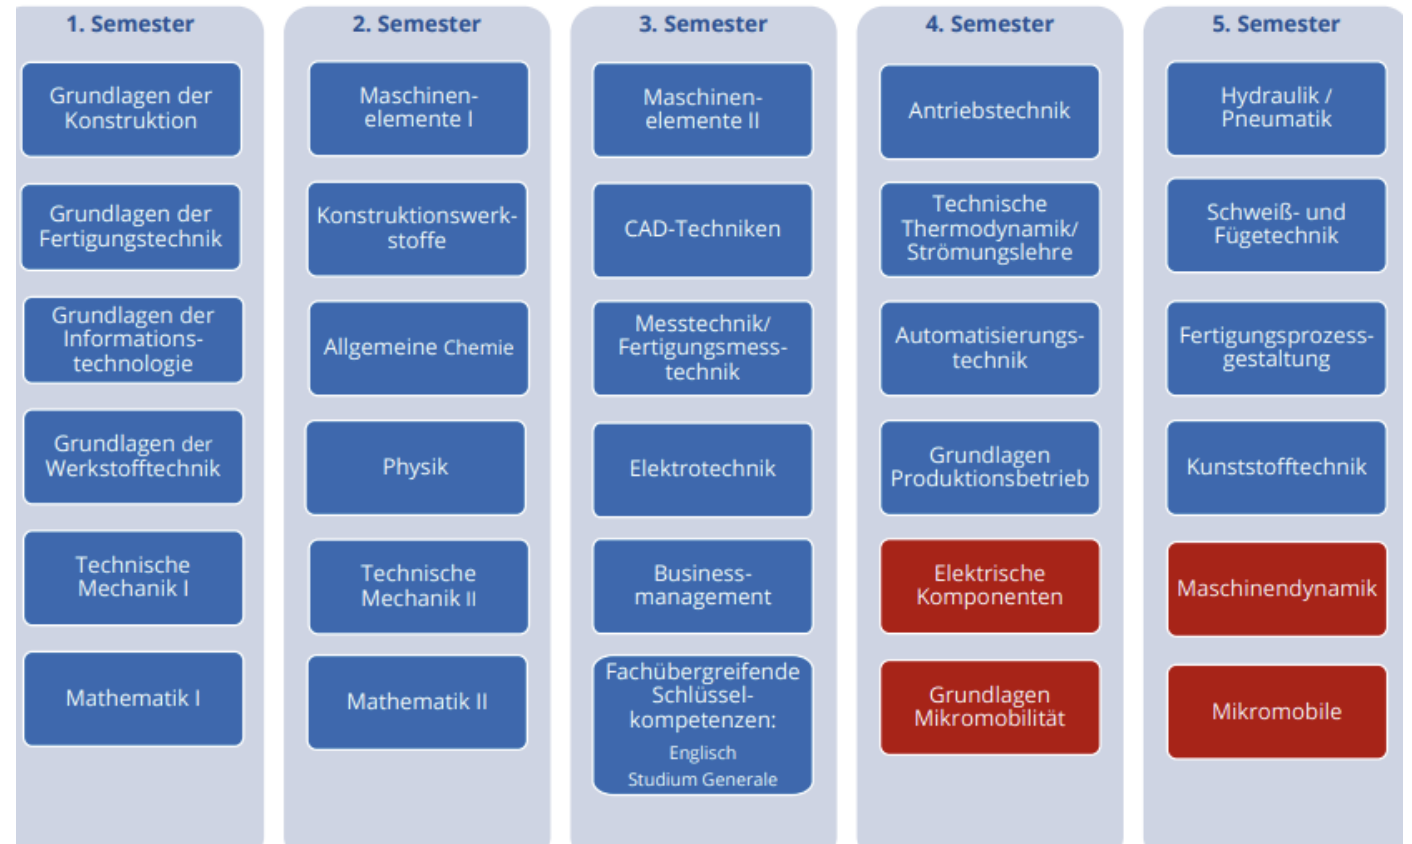 1. Semester
Grundlagen der
Konstruktion
Grundlagen der
Fertigungstechnik
Grundlagen der
Informations-
technologie
Grundlagen der
Werkstofftechnik
Technische
Mechanik I
Mathematik I
2. Semester
Maschinen-
elemente I
Konstruktionswerk-
stoffe
Allgemeine Chemie
Physik
Technische
Mechanik II
Mathematik II
3. Semester
Maschinen-
elemente II
CAD-Techniken
Messtechnik/
Fertigungsmess-
technik
Elektrotechnik
Business-
management
Fachübergreifende
Schlüssel-
kompetenzen:
Englisch
Studium Generale
4. Semester
Antriebstechnik
Technische
Thermodynamik/
Strömungslehre
Automatisierungs-
technik
Grundlagen
Produktionsbetrieb
Elektrische
Komponenten
Grundlagen
Mikromobilität
5. Semester
Hydraulik /
Pneumatik
Schweiß- und
Fügetechnik
Fertigungsprozess-
gestaltung
Kunststofftechnik
Maschinendynamik
Mikromobile